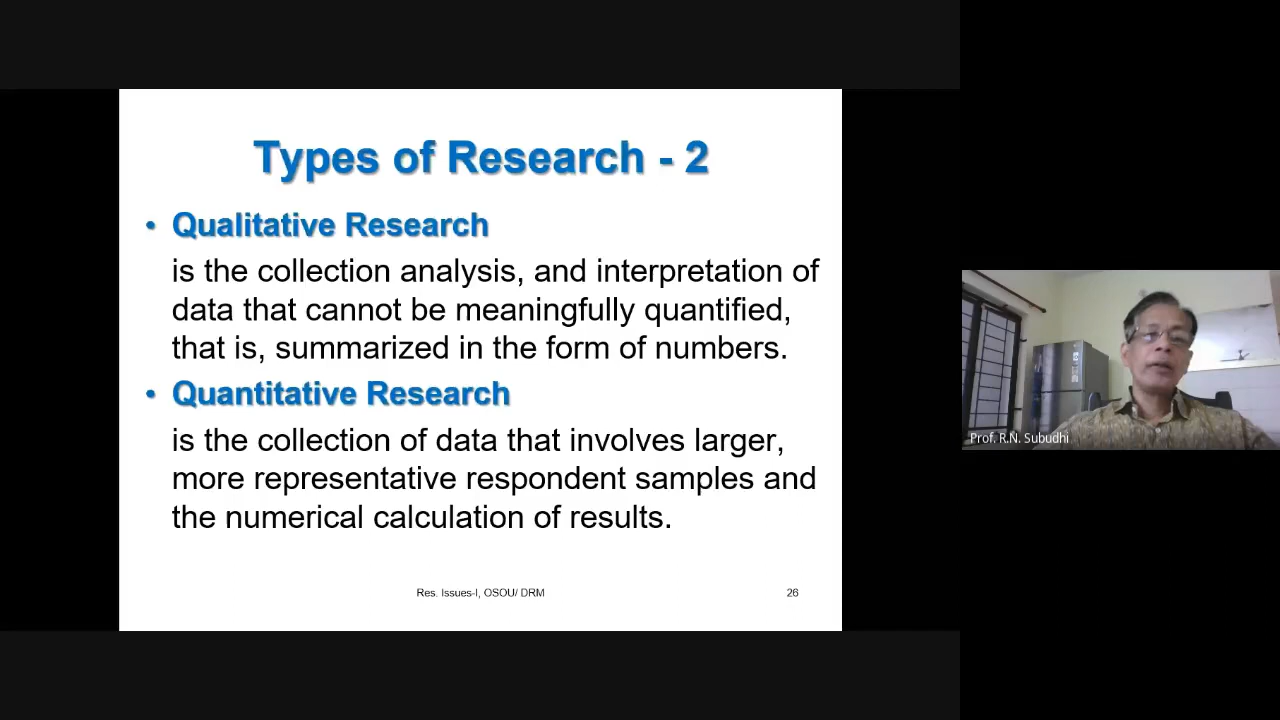 Types of Research - 2
• Qualitative Research
is the collection analysis, and interpretation of
data that cannot be meaningfully quantified,
that is, summarized in the form of numbers.
• Quantitative Research
is the collection of data that involves larger,
more representative respondent samples and
the numerical calculation of results.
Res. Issues-I, OSOU/ DRM
26
Prof. R.N. Subudhi